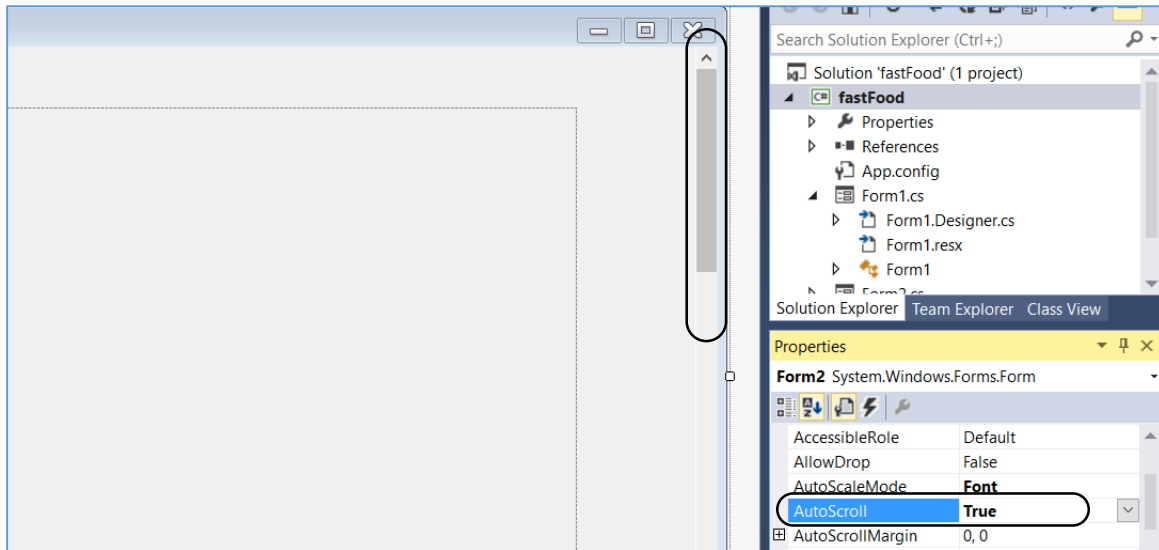 Search Solution Explorer (Ctrl+;)
Solution 'fastFood' (1 project)
C# fastFood
Properties
References
App.config
Form1.cs
Form1.Designer.cs
Form1.resx
Form1
Form2.cs
Solution Explorer Team Explorer Class View
Properties
Form2 System.Windows.Forms.Form
AccessibleRole Default
AllowDrop False
AutoScaleMode Font
AutoScroll True
AutoScrollMargin 0, 0